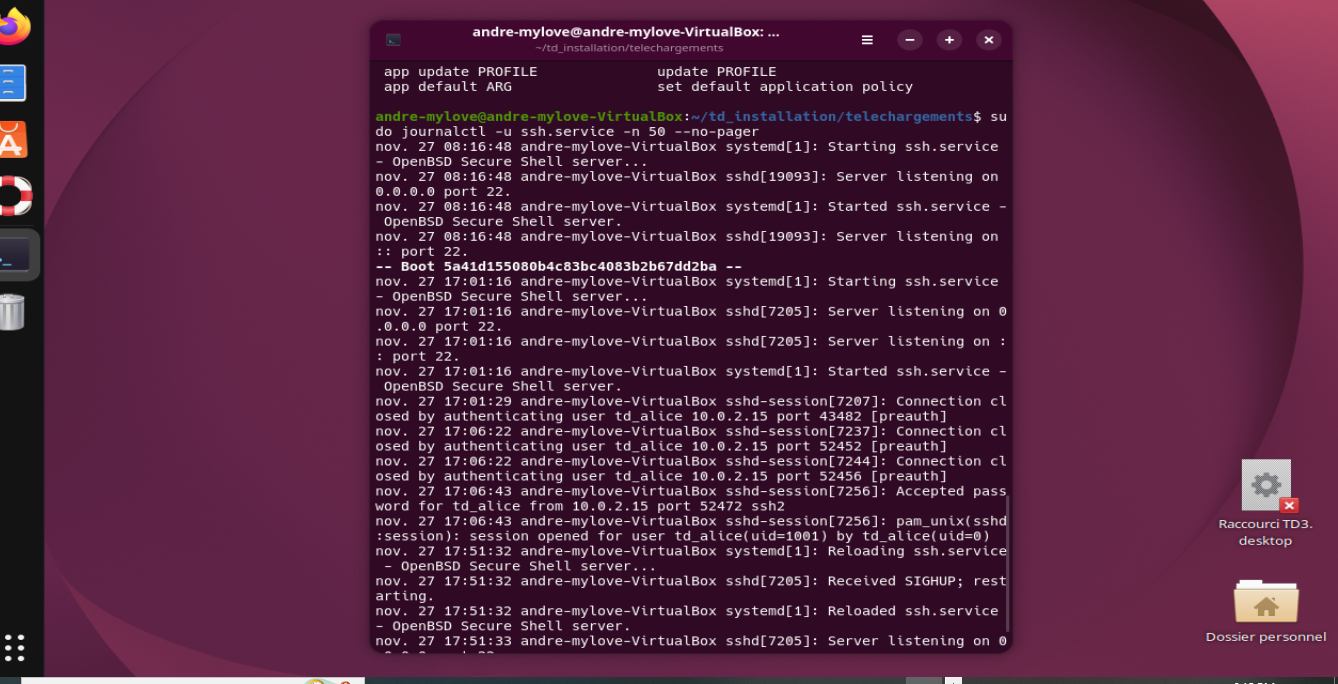 andre-mylove@andre-mylove-VirtualBox: ...
~/td_installation/telechargements
app update PROFILE              update PROFILE
app default ARG                 set default application policy
andre-mylove@andre-mylove-VirtualBox:~/td_installation/telechargements$ su
do journalctl -u ssh.service -n 50 --no-pager
nov. 27 08:16:48 andre-mylove-VirtualBox systemd[1]: Starting ssh.service
- OpenBSD Secure Shell server...
nov. 27 08:16:48 andre-mylove-VirtualBox sshd[19093]: Server listening on
0.0.0.0 port 22.
nov. 27 08:16:48 andre-mylove-VirtualBox systemd[1]: Started ssh.service -
 OpenBSD Secure Shell server.
nov. 27 08:16:48 andre-mylove-VirtualBox sshd[19093]: Server listening on
:: port 22.
-- Boot 5a41d155080b4c83bc4083b2b67dd2ba --
nov. 27 17:01:16 andre-mylove-VirtualBox systemd[1]: Starting ssh.service
- OpenBSD Secure Shell server...
nov. 27 17:01:16 andre-mylove-VirtualBox sshd[7205]: Server listening on 0
.0.0.0 port 22.
nov. 27 17:01:16 andre-mylove-VirtualBox sshd[7205]: Server listening on :
: port 22.
nov. 27 17:01:16 andre-mylove-VirtualBox systemd[1]: Started ssh.service -
 OpenBSD Secure Shell server.
nov. 27 17:01:29 andre-mylove-VirtualBox sshd-session[7207]: Connection cl
osed by authenticating user td_alice 10.0.2.15 port 43482 [preauth]
nov. 27 17:06:22 andre-mylove-VirtualBox sshd-session[7237]: Connection cl
osed by authenticating user td_alice 10.0.2.15 port 52452 [preauth]
nov. 27 17:06:22 andre-mylove-VirtualBox sshd-session[7244]: Connection cl
osed by authenticating user td_alice 10.0.2.15 port 52456 [preauth]
nov. 27 17:06:43 andre-mylove-VirtualBox sshd-session[7256]: Accepted pass
word for td_alice from 10.0.2.15 port 52472 ssh2
nov. 27 17:06:43 andre-mylove-VirtualBox sshd-session[7256]: pam_unix(sshd
:session): session opened for user td_alice(uid=1001) by td_alice(uid=0)
nov. 27 17:51:32 andre-mylove-VirtualBox systemd[1]: Reloading ssh.service
 - OpenBSD Secure Shell server...
nov. 27 17:51:32 andre-mylove-VirtualBox sshd[7205]: Received SIGHUP; rest
arting.
nov. 27 17:51:32 andre-mylove-VirtualBox systemd[1]: Reloaded ssh.service
- OpenBSD Secure Shell server.
nov. 27 17:51:33 andre-mylove-VirtualBox sshd[7205]: Server listening on 0
Raccourci TD3.
desktop
Dossier personnel